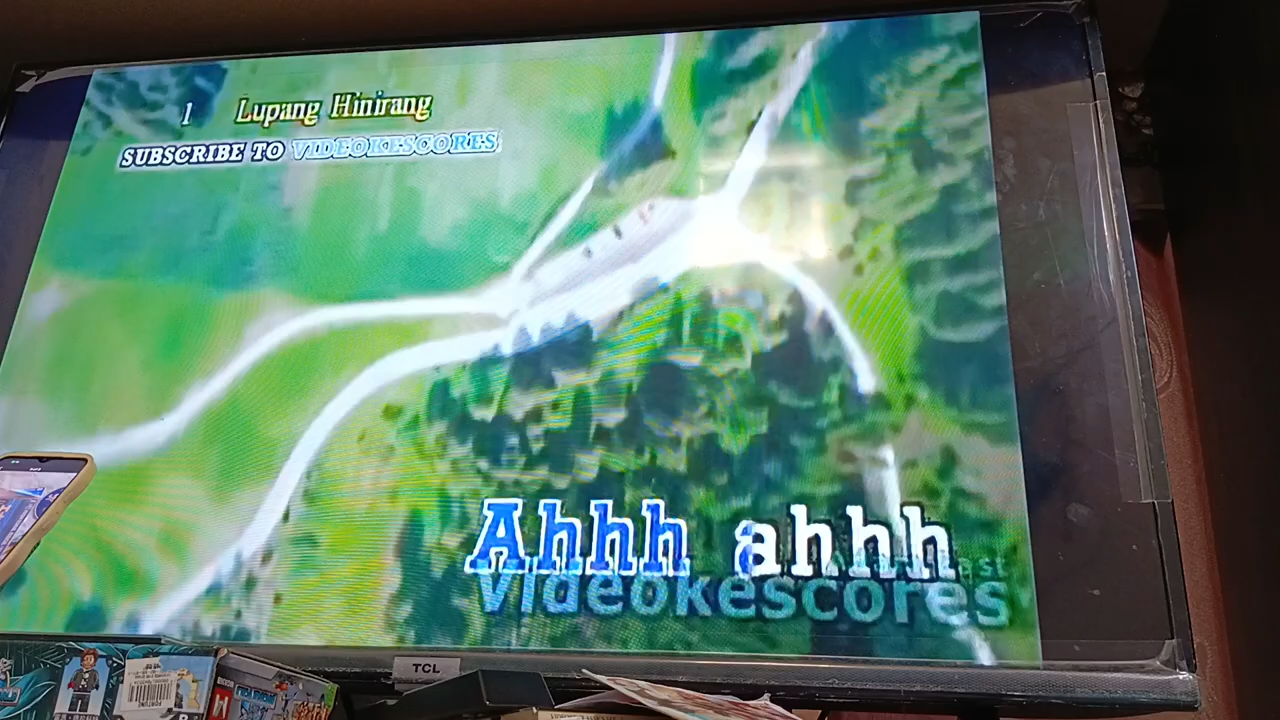 1 Lupang Hinirang
SUBSCRIBE TO VIDEOKESCORES
Ahhh ahhh
videokescores
TCL